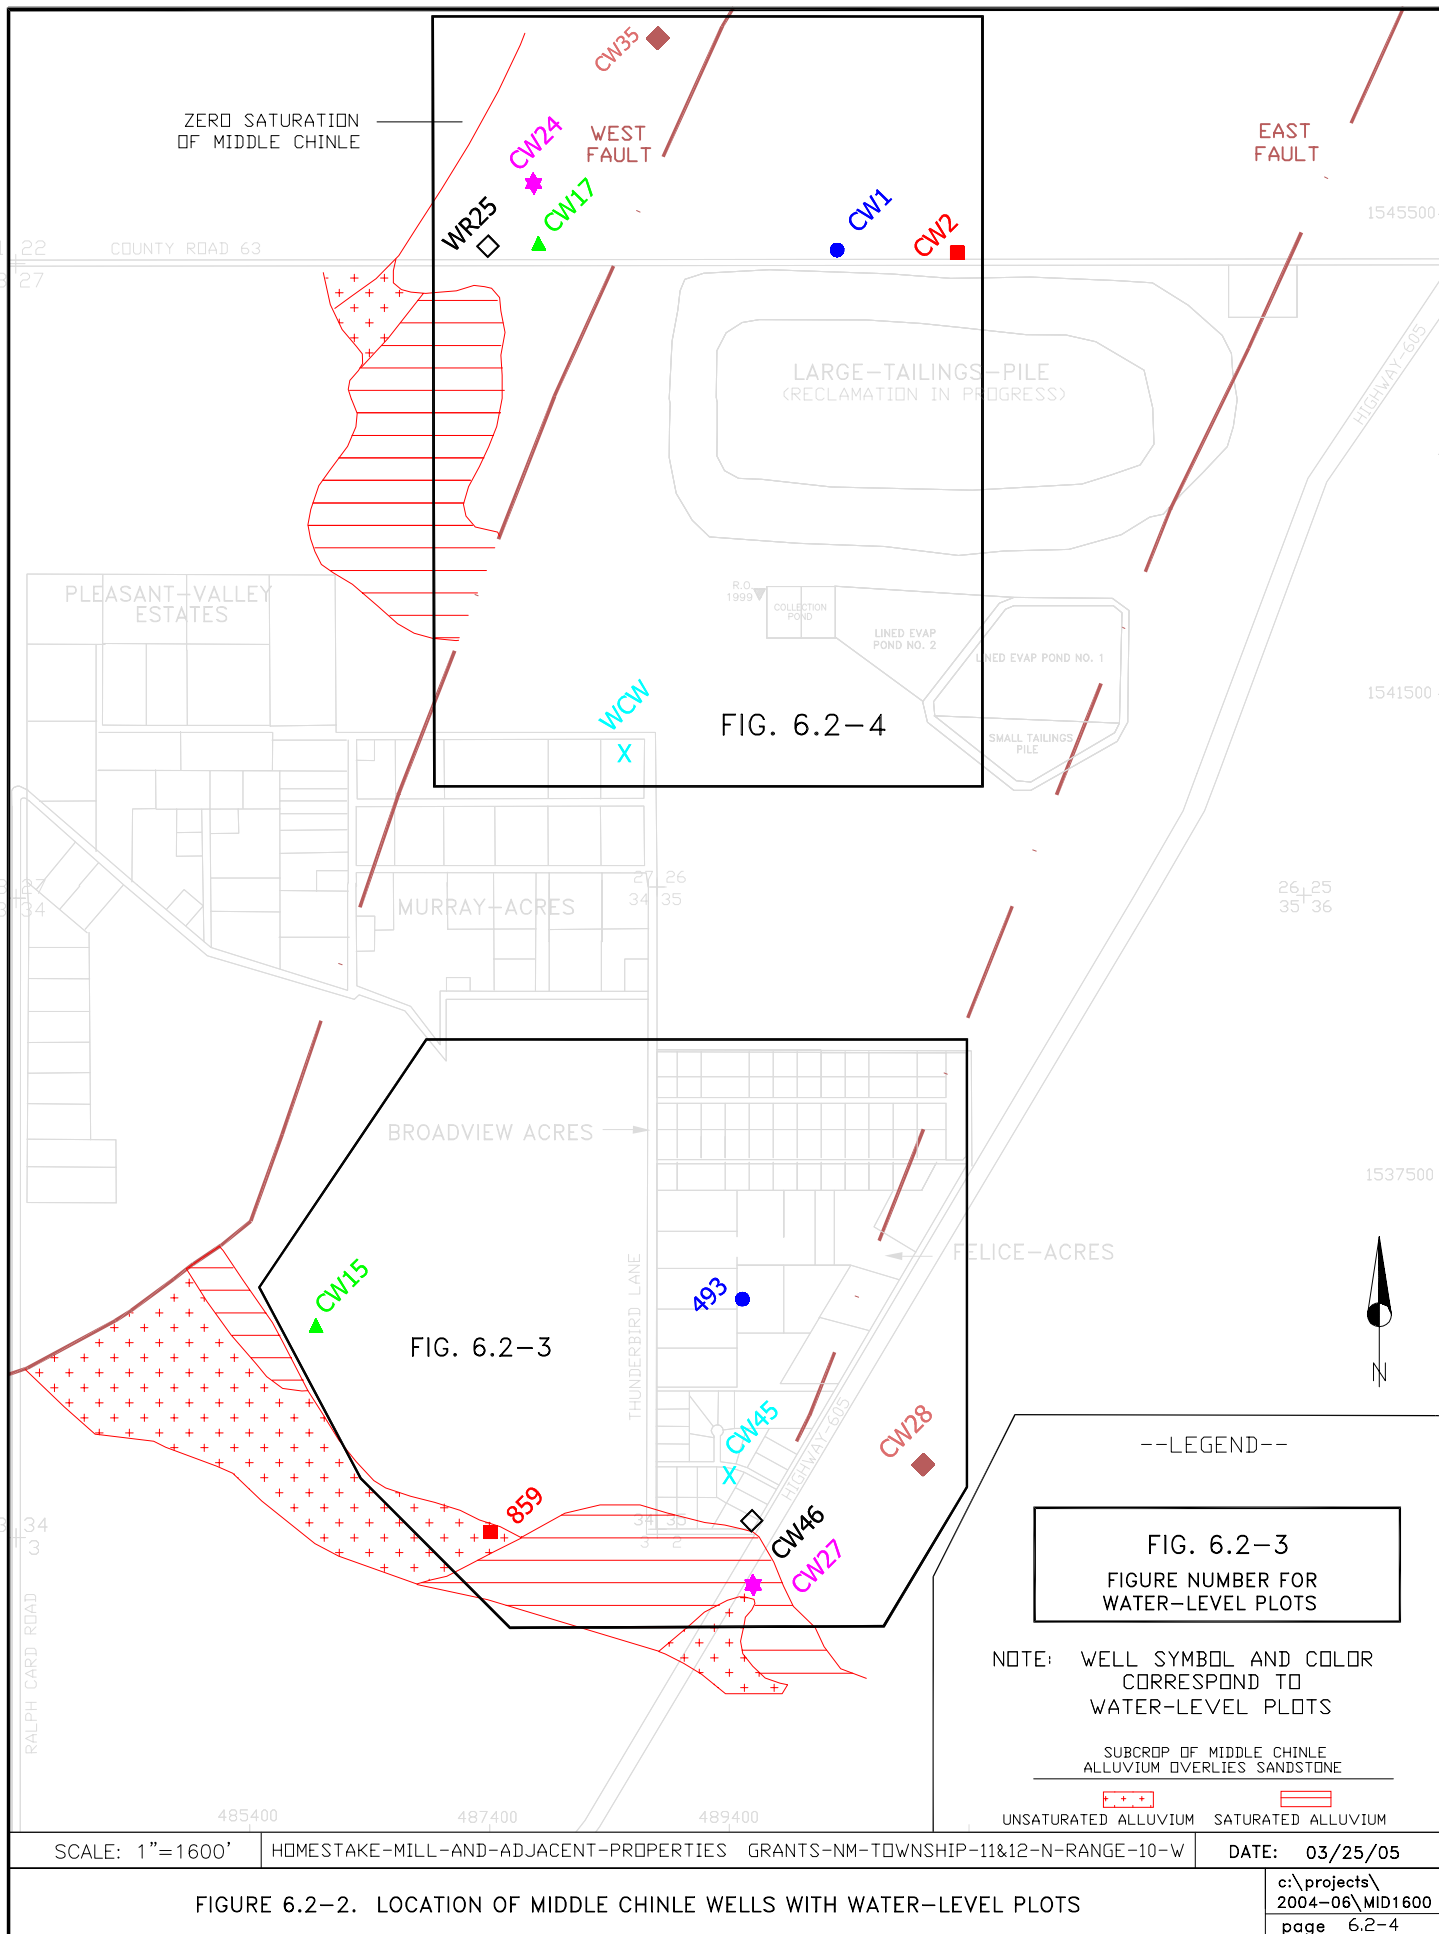 CW35
ZERO SATURATION
OF MIDDLE CHINLE
WEST
FAULT
EAST
FAULT
CW24
CW17
WR25
CW1
CW2
1545500
22
27
COUNTY ROAD 63
HIGHWAY-605
LARGE-TAILINGS-PILE
(RECLAMATION IN PROGRESS)
PLEASANT-VALLEY
ESTATES
R.O.
1999
COLLECTION
POND
LINED EVAP
POND NO. 2
LINED EVAP POND NO. 1
SMALL TAILINGS
PILE
1541500
WCW
X
FIG. 6.2-4
27 26
34 35
26 25
35 36
27
34
MURRAY-ACRES
BROADVIEW ACRES
1537500
FELICE-ACRES
THUNDERBIRD LANE
CW15
493
FIG. 6.2-3
CW45
X
CW28
HIGHWAY-605
859
CW46
CW27
34 35
3 2
34
3
RALPH CARD ROAD
N
--LEGEND--
FIG. 6.2-3
FIGURE NUMBER FOR
WATER-LEVEL PLOTS
NOTE: WELL SYMBOL AND COLOR
CORRESPOND TO
WATER-LEVEL PLOTS
SUBCROP OF MIDDLE CHINLE
ALLUVIUM OVERLIES SANDSTONE
UNSATURATED ALLUVIUM SATURATED ALLUVIUM
485400 487400 489400
SCALE: 1"=1600' HOMESTAKE-MILL-AND-ADJACENT-PROPERTIES GRANTS-NM-TOWNSHIP-11&12-N-RANGE-10-W DATE: 03/25/05
FIGURE 6.2-2. LOCATION OF MIDDLE CHINLE WELLS WITH WATER-LEVEL PLOTS
c:\projects\
2004-06\MID1600
page 6.2-4